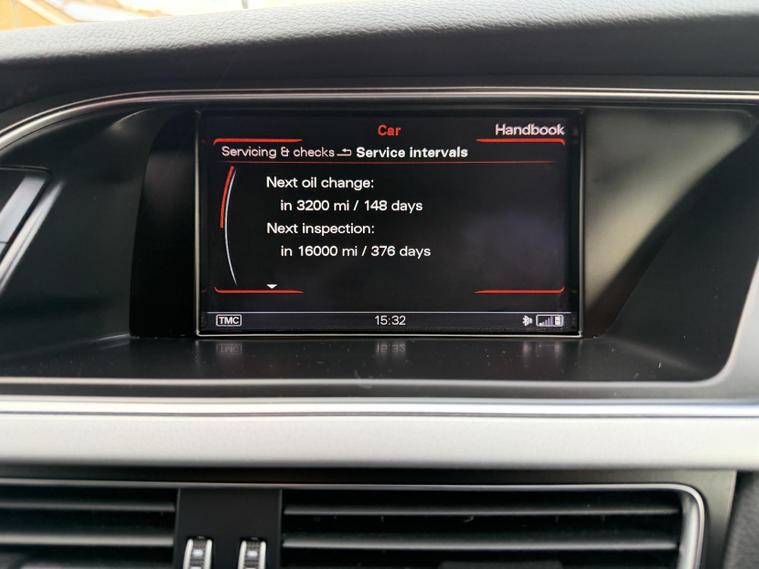 Car
Handbook
Servicing & checks Service intervals
Next oil change:
in 3200 mi / 148 days
Next inspection:
in 16000 mi / 376 days
TMC
15:32